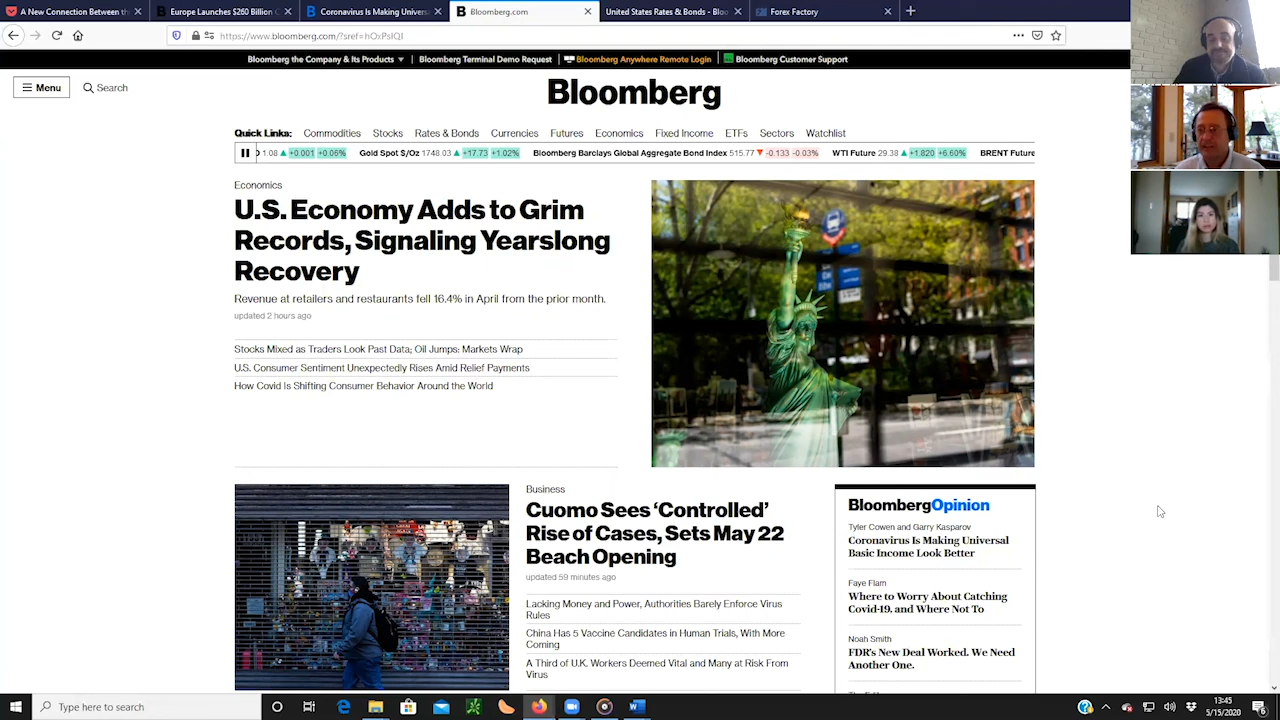 A New Connection Between th
Europe Launches $260 Billion C
Coronavirus Is Making Univers
Bloomberg.com
United States Rates & Bonds - Bloo
Forex Factory
https://www.bloomberg.com/?sref=hOxPsIQI
Bloomberg the Company & Its Products
Bloomberg Terminal Demo Request
Bloomberg Anywhere Remote Login
Bloomberg Customer Support
Menu
Search
Bloomberg
Quick Links: Commodities Stocks Rates & Bonds Currencies Futures Economics Fixed Income ETFs Sectors Watchlist
1.08 +0.001 +0.06% Gold Spot $/Oz 1748.03 +17.73 +1.02% Bloomberg Barclays Global Aggregate Bond Index 515.77 -0.133 -0.03% WTI Future 29.38 +1.820 +6.60% BRENT Future
Economics
U.S. Economy Adds to Grim
Records, Signaling Yearslong
Recovery
Revenue at retailers and restaurants fell 16.4% in April from the prior month.
updated 2 hours ago
Stocks Mixed as Traders Look Past Data; Oil Jumps: Markets Wrap
U.S. Consumer Sentiment Unexpectedly Rises Amid Relief Payments
How Covid Is Shifting Consumer Behavior Around the World
Business
Cuomo Sees ‘Controlled’
Rise of Cases, Sets May 22
Beach Opening
updated 59 minutes ago
Lacking Money and Power, Authorities Barely Enforce Virus
Rules
China Has 5 Vaccine Candidates in Human Trials, With More
Coming
A Third of U.K. Workers Deemed Vital and Many at Risk From
Virus
BloombergOpinion
Tyler Cowen and Garry Kasparov
Coronavirus Is Making Universal
Basic Income Look Better
Faye Flam
Where to Worry About Catching
Covid-19, and Where Not To
Noah Smith
FDR's New Deal Worked. We Need
Another One.
Type here to search
13:45
5/15/2020